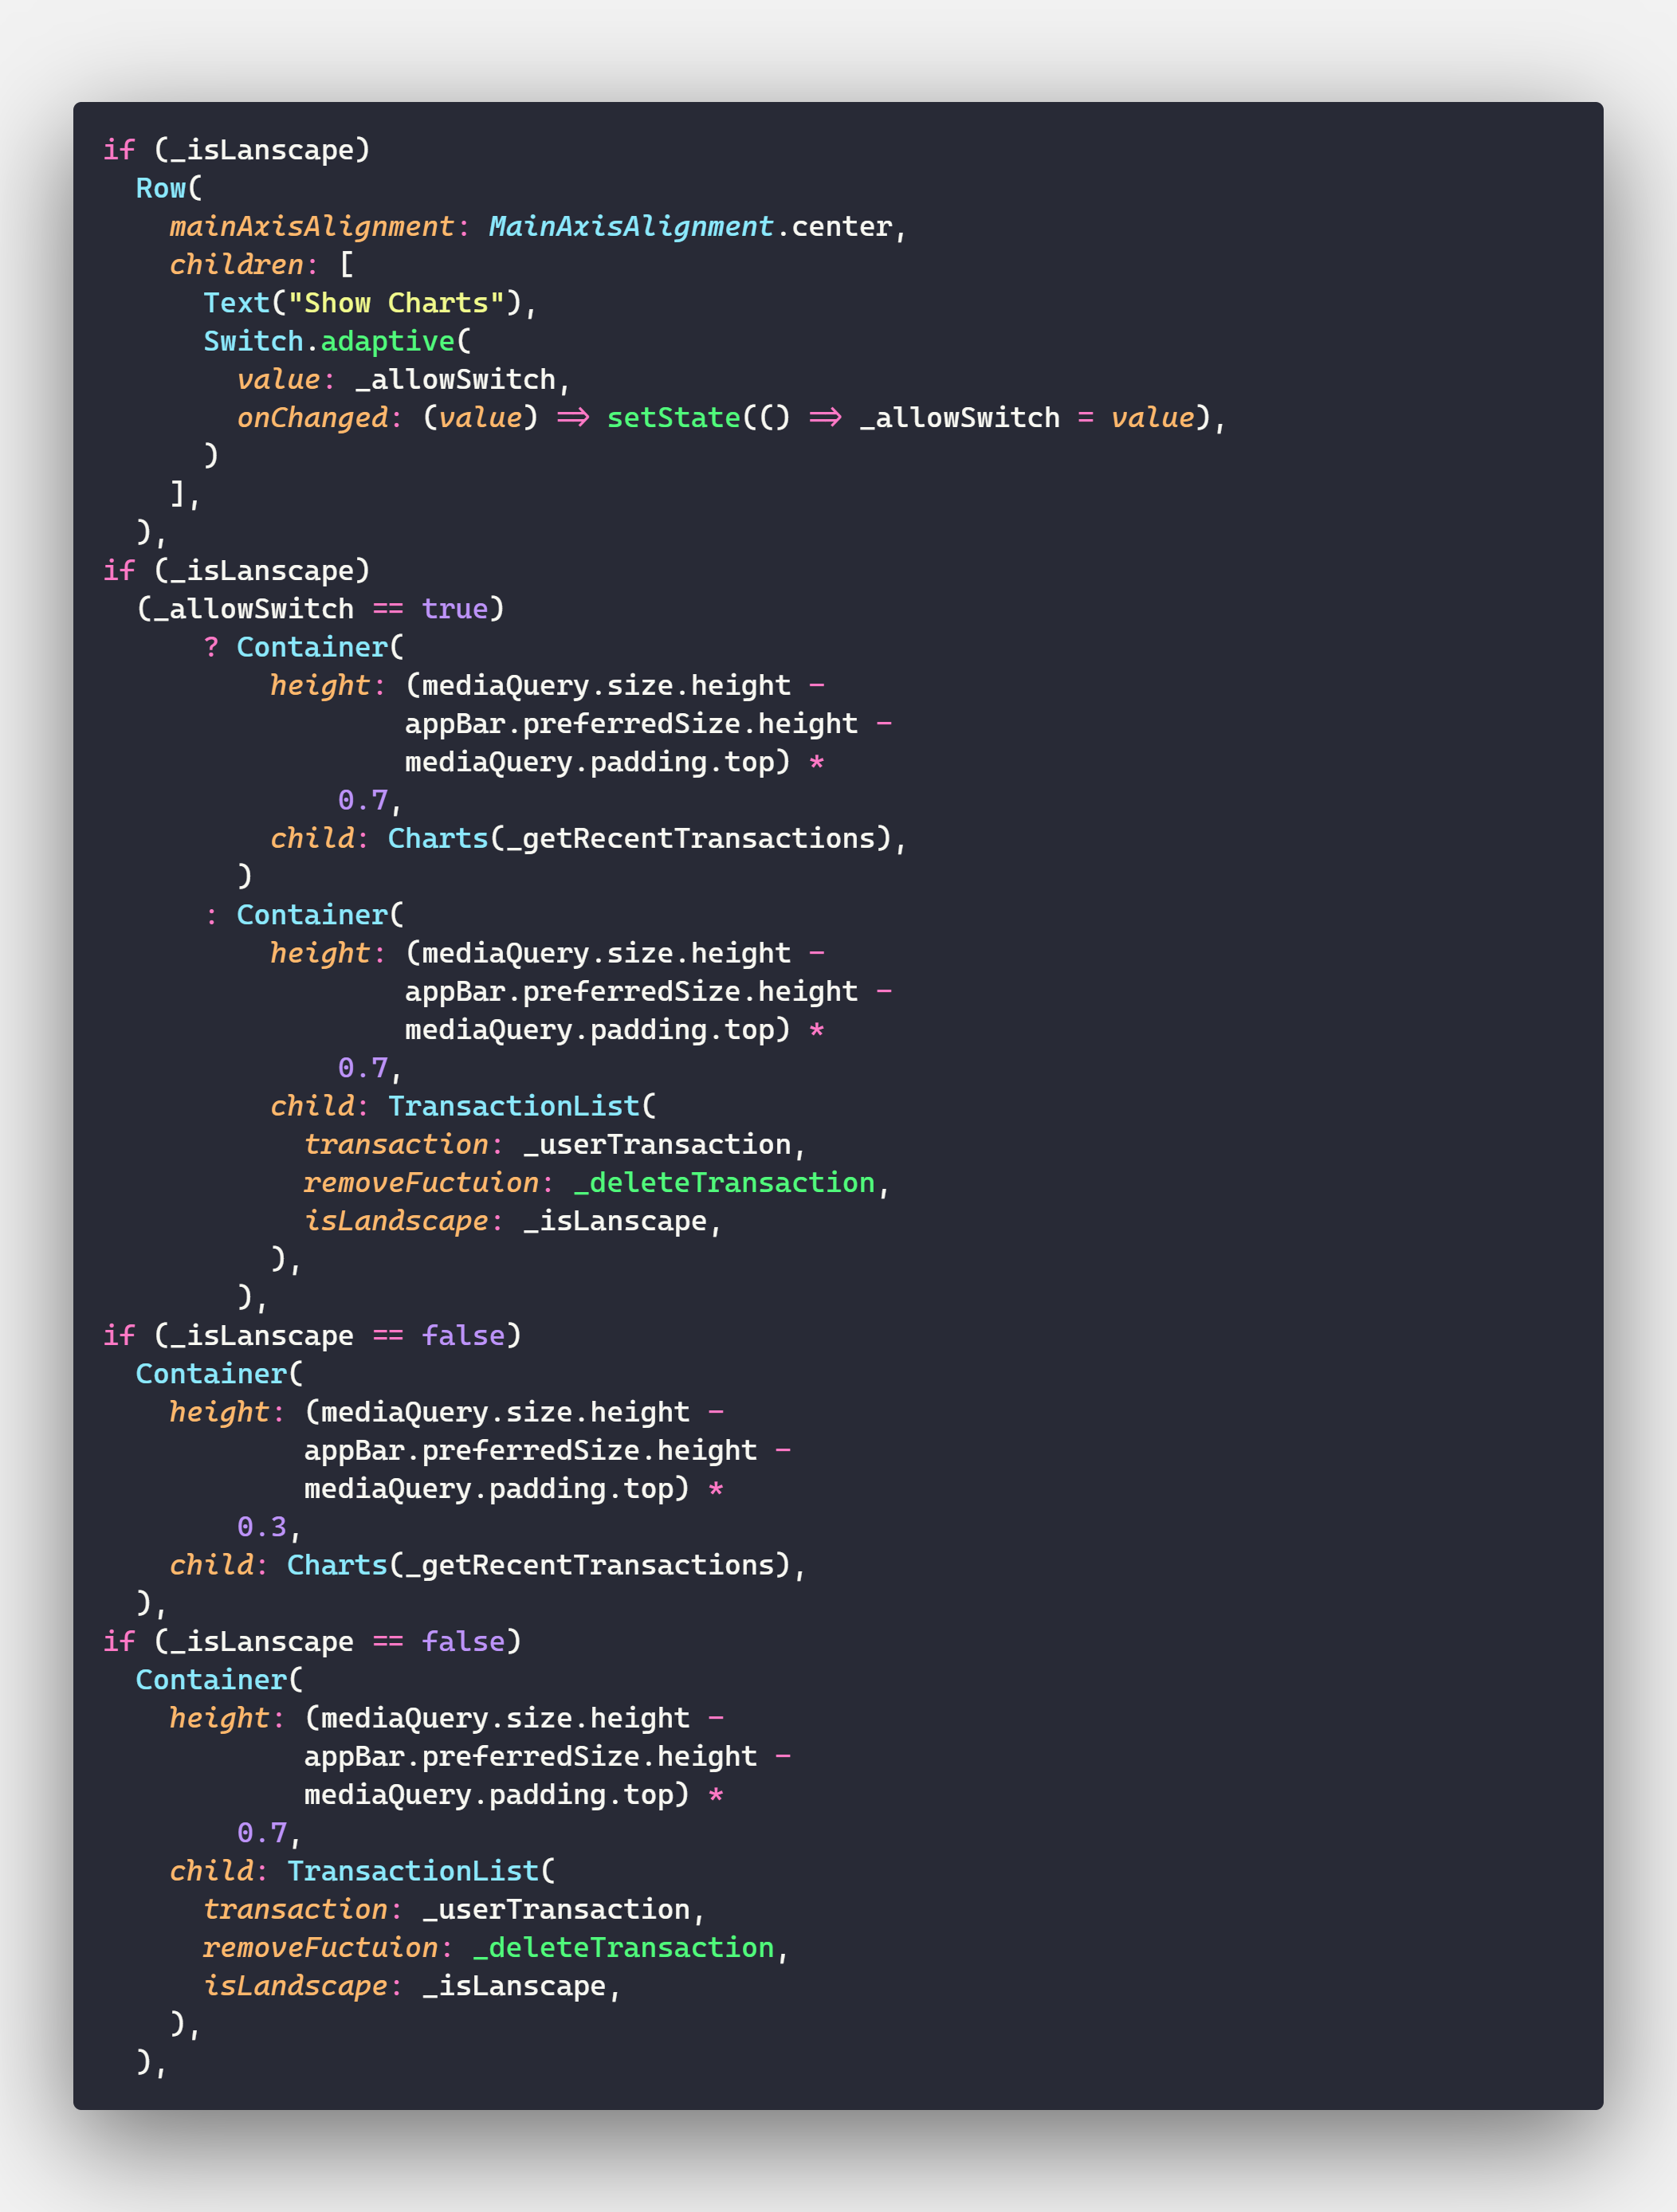 if (_isLanscape)
  Row(
    mainAxisAlignment: MainAxisAlignment.center,
    children: [
      Text("Show Charts"),
      Switch.adaptive(
        value: _allowSwitch,
        onChanged: (value) => setState(() => _allowSwitch = value),
      )
    ],
  ),
if (_isLanscape)
  (_allowSwitch == true)
      ? Container(
          height: (mediaQuery.size.height -
                  appBar.preferredSize.height -
                  mediaQuery.padding.top) *
              0.7,
          child: Charts(_getRecentTransactions),
        )
      : Container(
          height: (mediaQuery.size.height -
                  appBar.preferredSize.height -
                  mediaQuery.padding.top) *
              0.7,
          child: TransactionList(
            transaction: _userTransaction,
            removeFuctuion: _deleteTransaction,
            isLandscape: _isLanscape,
          ),
        ),
if (_isLanscape == false)
  Container(
    height: (mediaQuery.size.height -
            appBar.preferredSize.height -
            mediaQuery.padding.top) *
        0.3,
    child: Charts(_getRecentTransactions),
  ),
if (_isLanscape == false)
  Container(
    height: (mediaQuery.size.height -
            appBar.preferredSize.height -
            mediaQuery.padding.top) *
        0.7,
    child: TransactionList(
      transaction: _userTransaction,
      removeFuctuion: _deleteTransaction,
      isLandscape: _isLanscape,
    ),
  ),